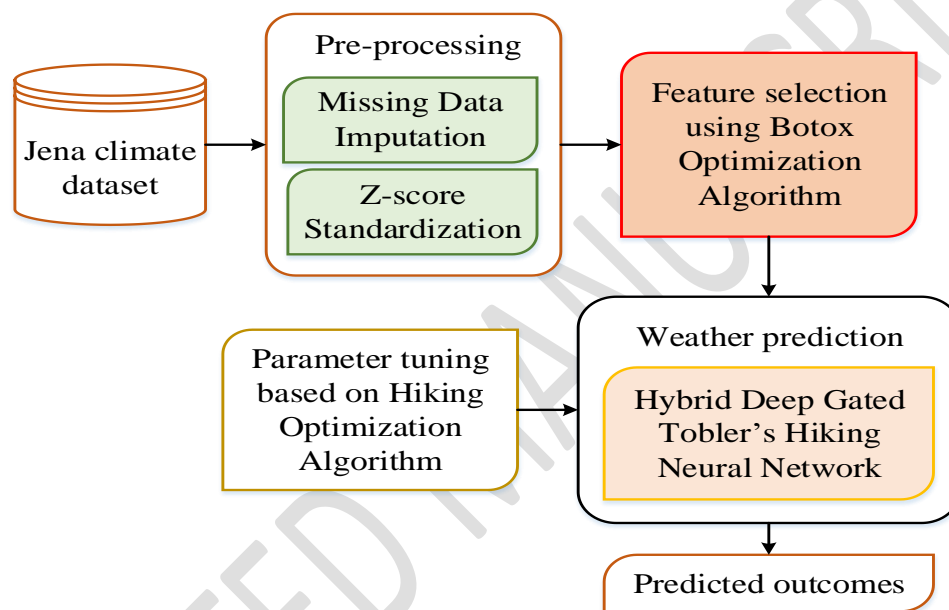 Pre-processing
Missing Data
Imputation
Z-score
Standardization
Jena climate
dataset
Feature selection
using Botox
Optimization
Algorithm
Parameter tuning
based on Hiking
Optimization
Algorithm
Weather prediction
Hybrid Deep Gated
Tobler's Hiking
Neural Network
Predicted outcomes